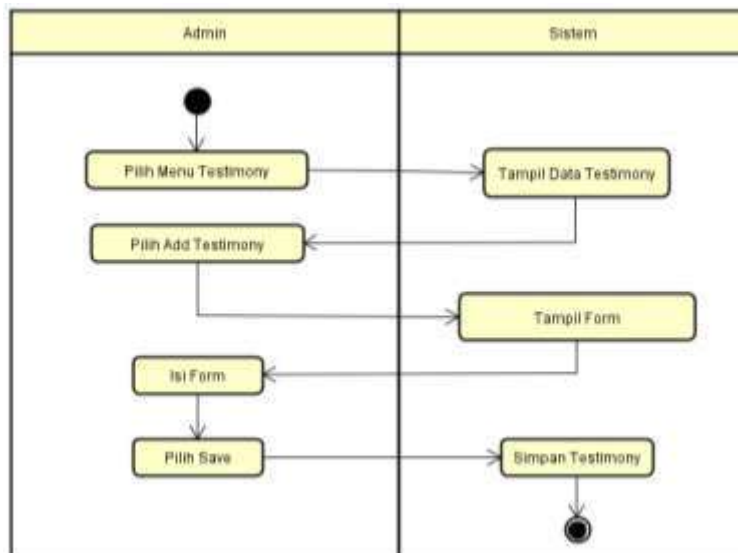 Admin
Sistem
Pilih Menu Testimony
Tampil Data Testimony
Pilih Add Testimony
Tampil Form
Isi Form
Pilih Save
Simpan Testimony